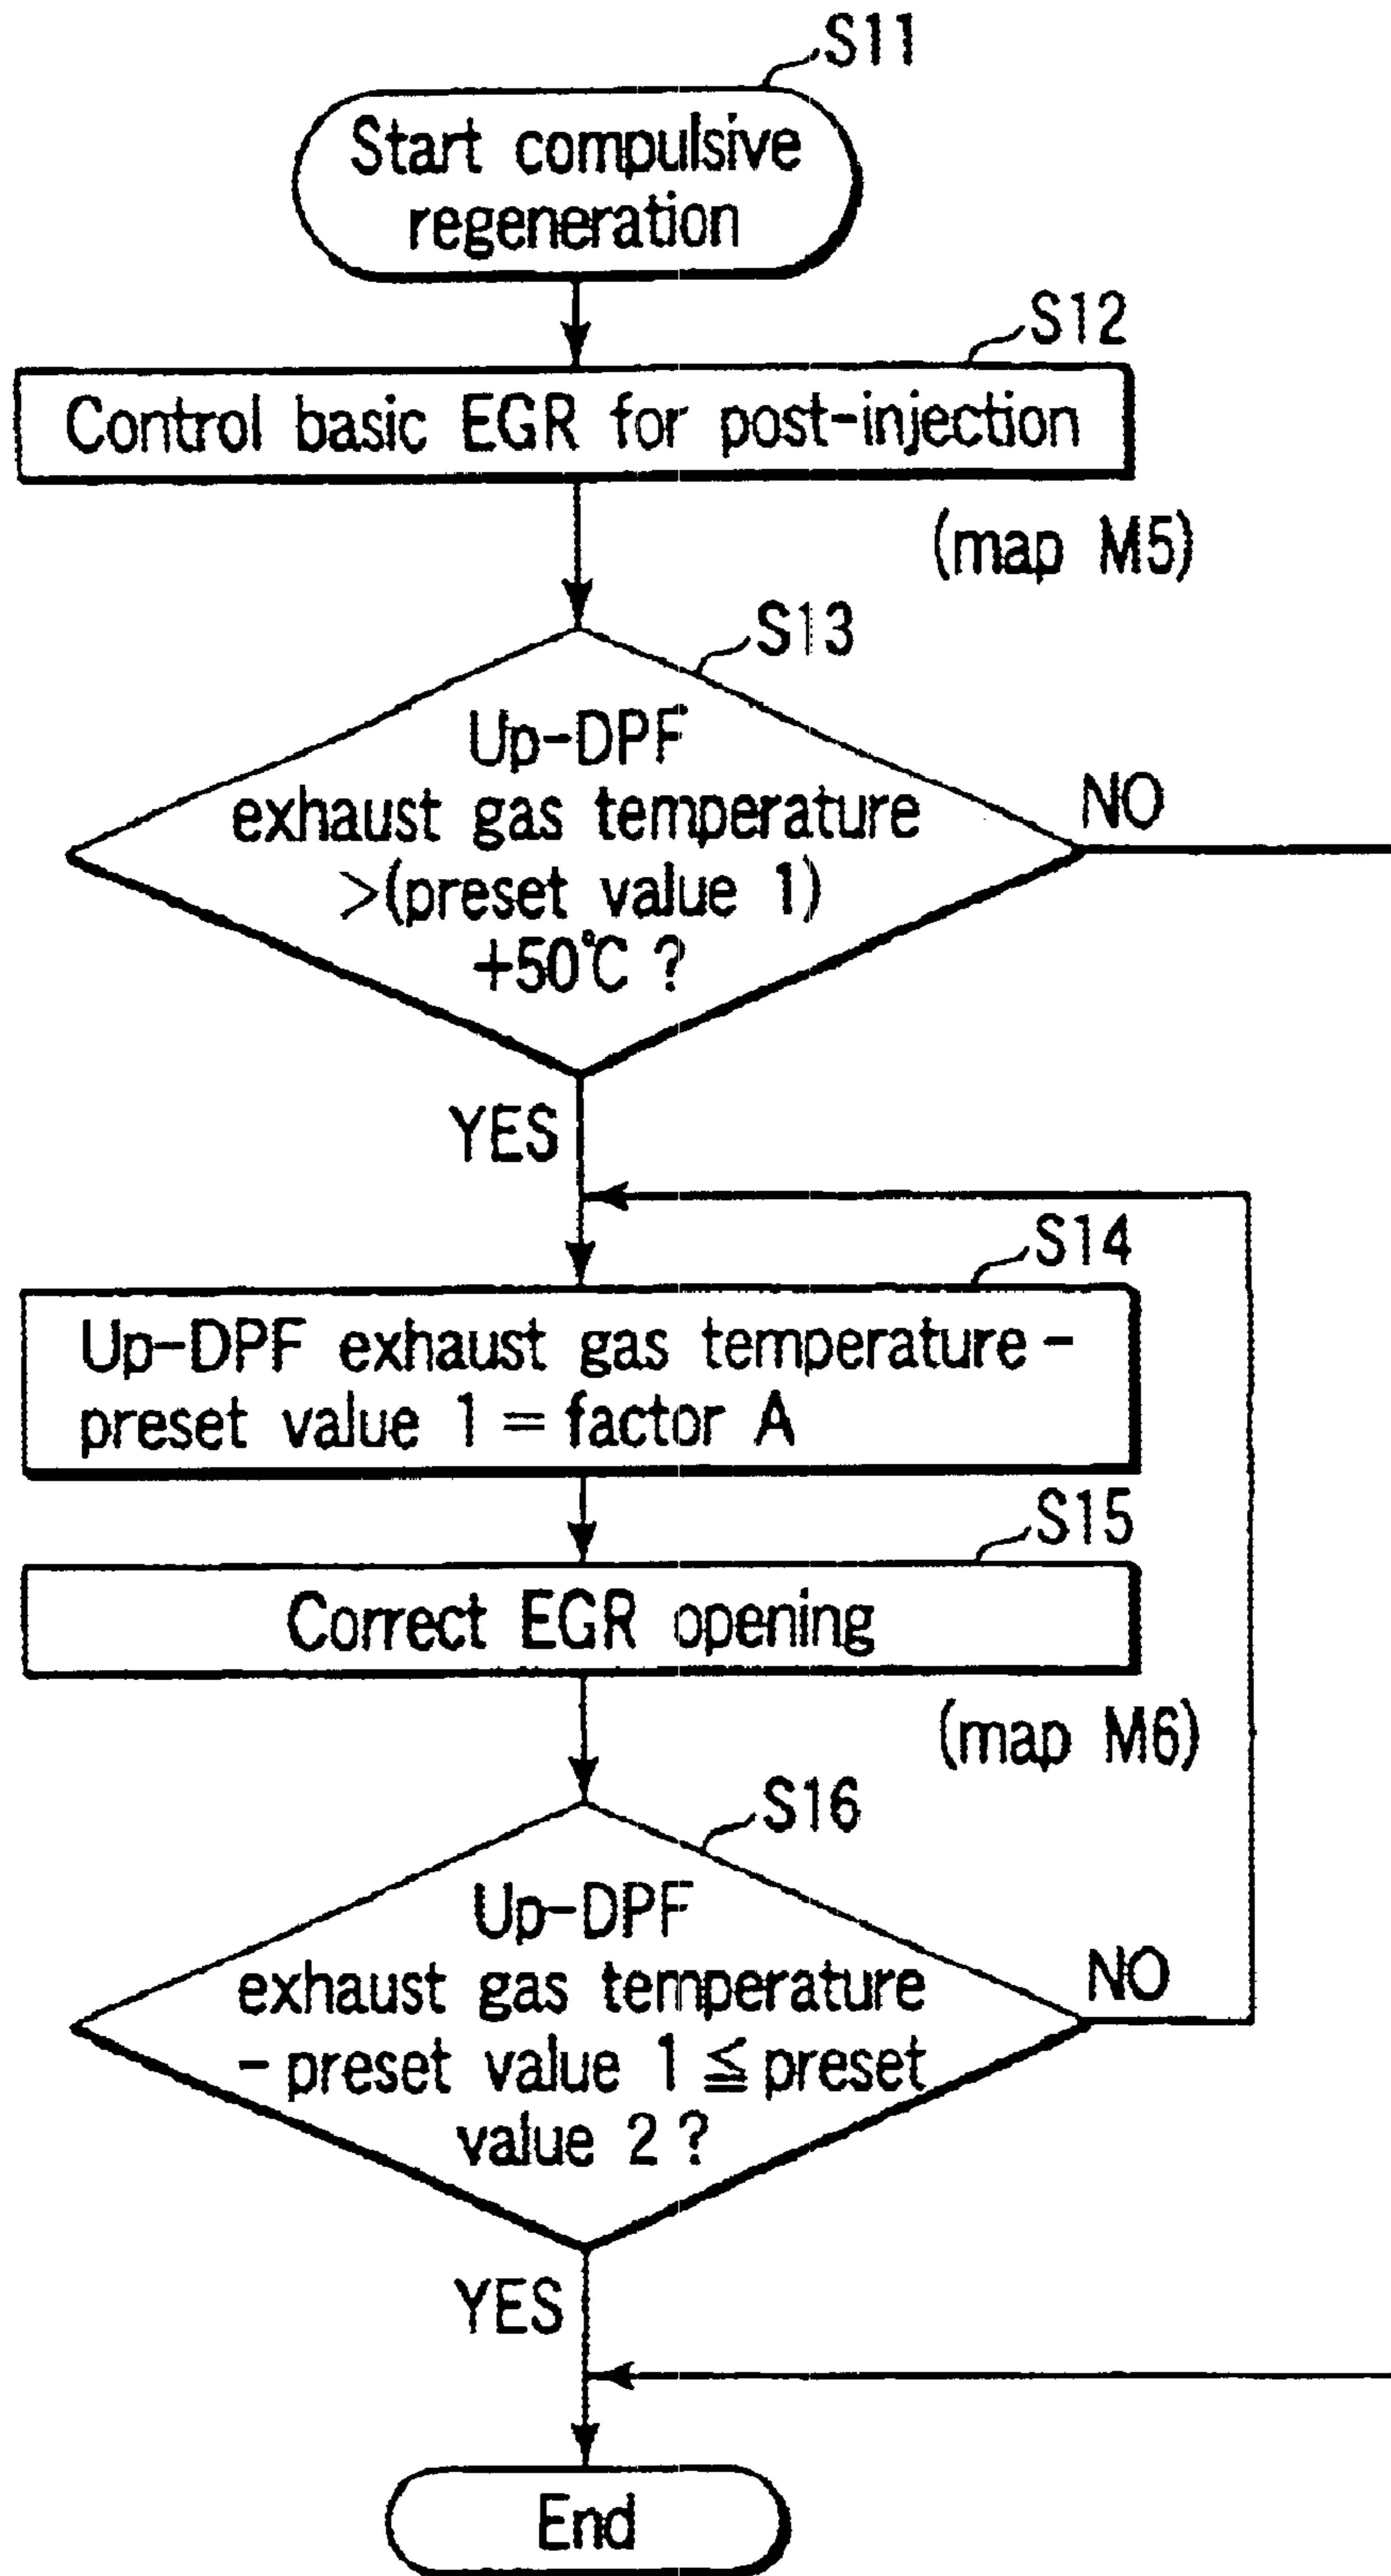 S11
Start compulsive
regeneration
S12
Control basic EGR for post-injection
(map M5)
S13
Up-DPF
exhaust gas temperature
>(preset value 1)
+50℃ ?
NO
YES
S14
Up-DPF exhaust gas temperature -
preset value 1 = factor A
S15
Correct EGR opening
(map M6)
S16
Up-DPF
exhaust gas temperature
- preset value 1 ≦ preset
value 2 ?
NO
YES
End